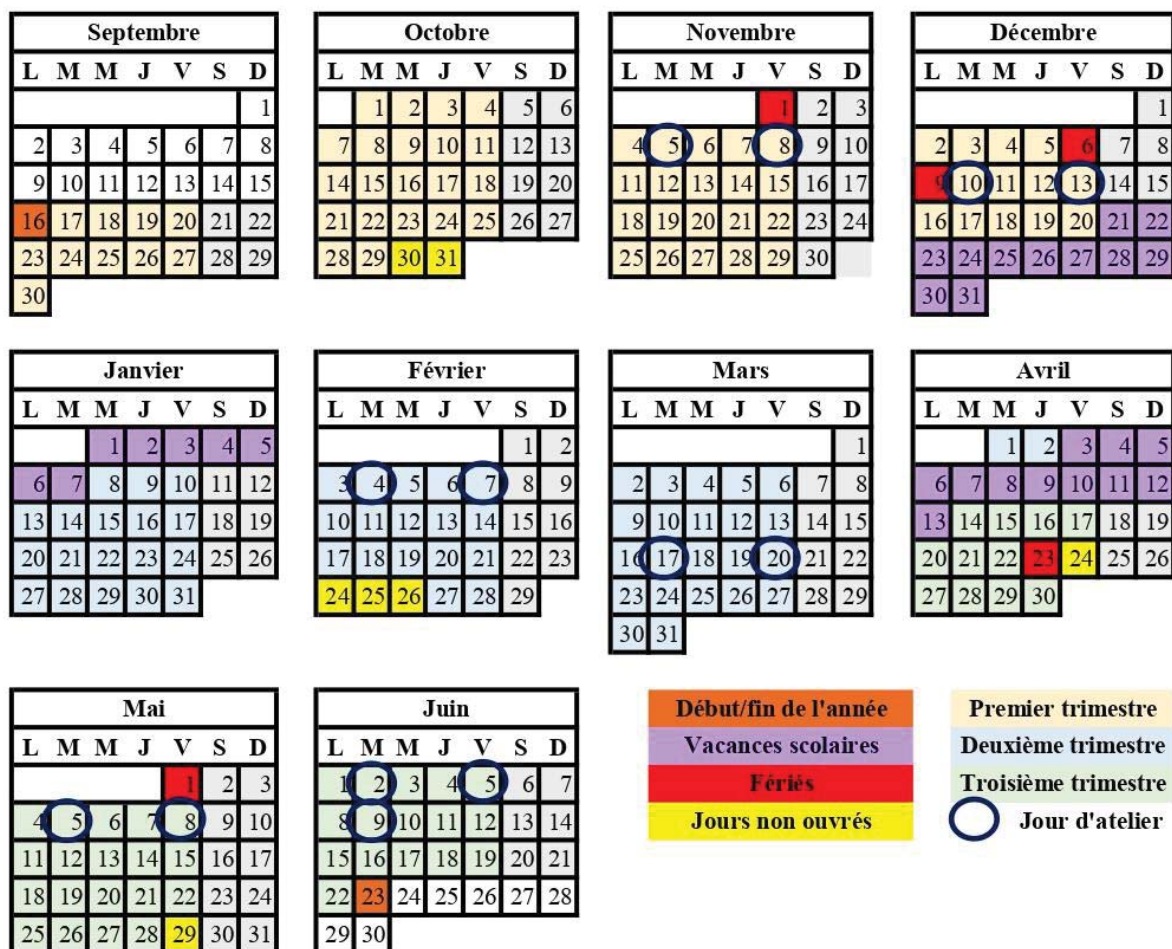 Septembre
L M M J V S D
1
2 3 4 5 6 7 8
9 10 11 12 13 14 15
16 17 18 19 20 21 22
23 24 25 26 27 28 29
30
Octobre
L M M J V S D
1 2 3 4 5 6
7 8 9 10 11 12 13
14 15 16 17 18 19 20
21 22 23 24 25 26 27
28 29 30 31
Novembre
L M M J V S D
1 2 3
4 5 6 7 8 9 10
11 12 13 14 15 16 17
18 19 20 21 22 23 24
25 26 27 28 29 30
Décembre
L M M J V S D
1
2 3 4 5 6 7 8
9 10 11 12 13 14 15
16 17 18 19 20 21 22
23 24 25 26 27 28 29
30 31
Janvier
L M M J V S D
1 2 3 4 5
6 7 8 9 10 11 12
13 14 15 16 17 18 19
20 21 22 23 24 25 26
27 28 29 30 31
Février
L M M J V S D
1 2
3 4 5 6 7 8 9
10 11 12 13 14 15 16
17 18 19 20 21 22 23
24 25 26 27 28 29
Mars
L M M J V S D
1
2 3 4 5 6 7 8
9 10 11 12 13 14 15
16 17 18 19 20 21 22
23 24 25 26 27 28 29
30 31
Avril
L M M J V S D
1 2 3 4 5
6 7 8 9 10 11 12
13 14 15 16 17 18 19
20 21 22 23 24 25 26
27 28 29 30
Mai
L M M J V S D
1 2 3
4 5 6 7 8 9 10
11 12 13 14 15 16 17
18 19 20 21 22 23 24
25 26 27 28 29 30 31
Juin
L M M J V S D
1 2 3 4 5 6 7
8 9 10 11 12 13 14
15 16 17 18 19 20 21
22 23 24 25 26 27 28
29 30
Début/fin de l'année
Vacances scolaires
Fériés
Jours non ouvrés
Premier trimestre
Deuxième trimestre
Troisième trimestre
Jour d'atelier